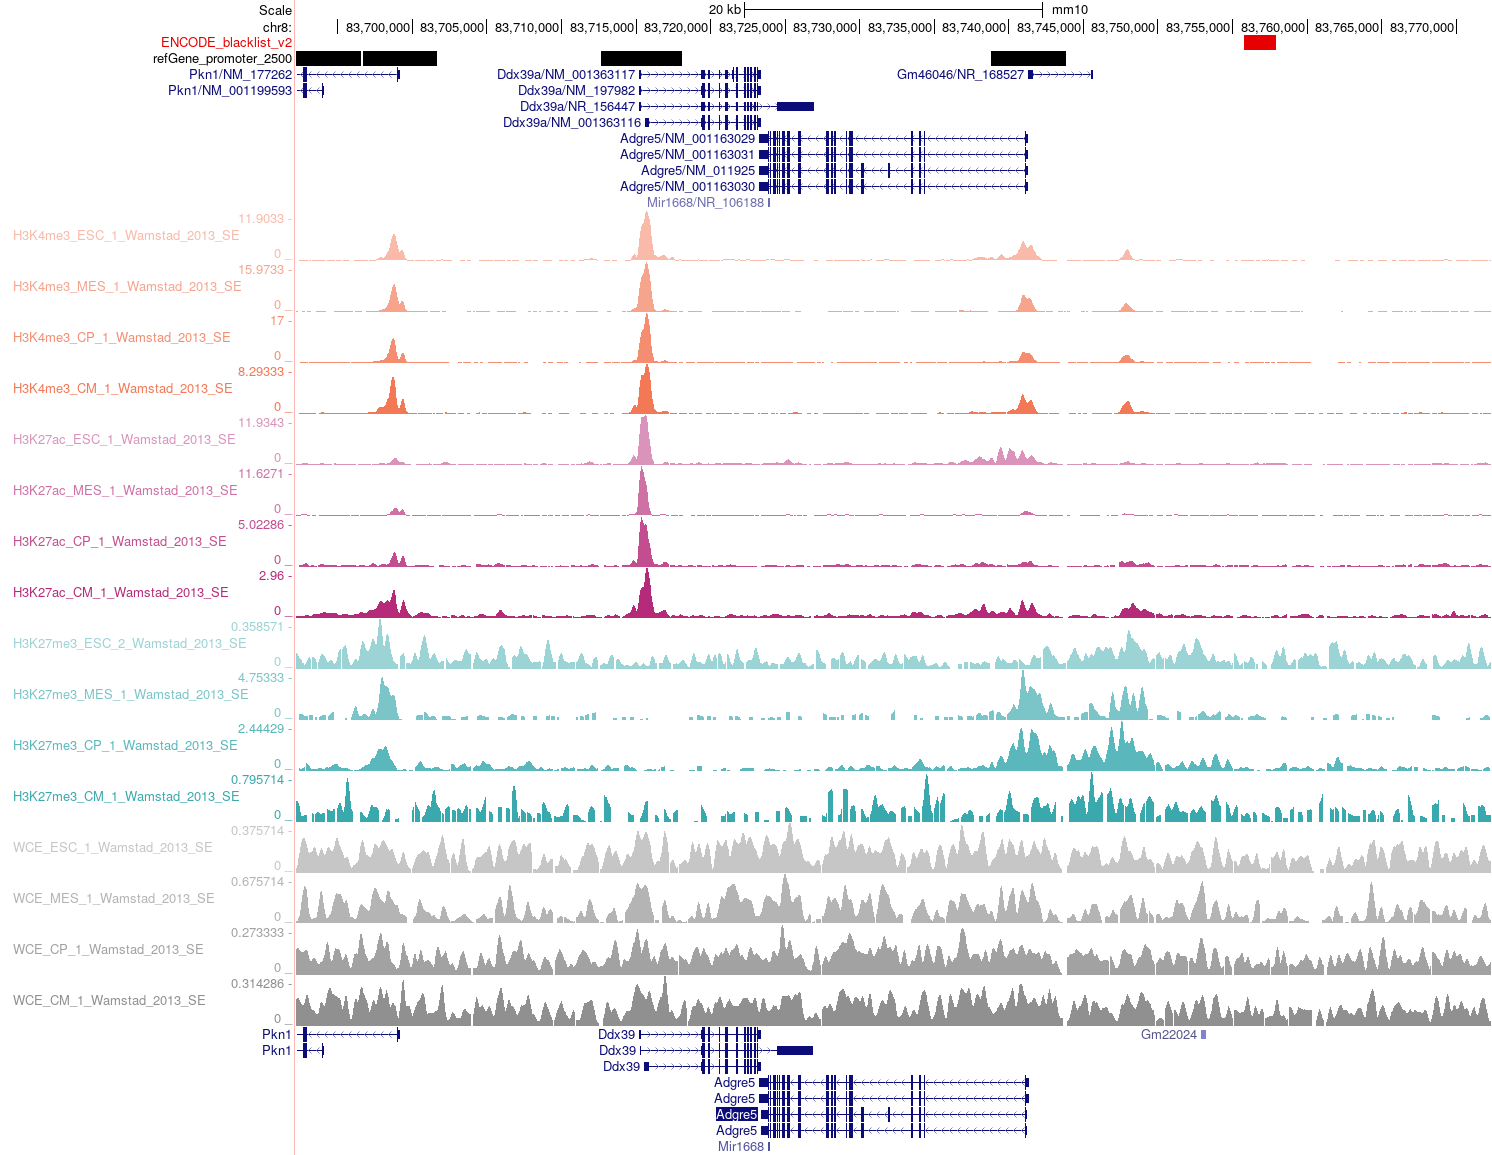 Scale 20 kb mm10
chr8: 83,700,000 83,705,000 83,710,000 83,715,000 83,720,000 83,725,000 83,730,000 83,735,000 83,740,000 83,745,000 83,750,000 83,755,000 83,760,000 83,765,000 83,770,000
ENCODE_blacklist_v2
refGene_promoter_2500
Pkn1/NM_177262 Ddx39a/NM_001363117 Gm46046/NR_168527
Pkn1/NM_001199593 Ddx39a/NM_197982
Ddx39a/NR_156447
Ddx39a/NM_001363116
Adgre5/NM_001163029
Adgre5/NM_001163031
Adgre5/NM_011925
Adgre5/NM_001163030
Mir1668/NR_106188
11.9033 -
H3K4me3_ESC_1_Wamstad_2013_SE
0 _
15.9733 -
H3K4me3_MES_1_Wamstad_2013_SE
0 _
17 -
H3K4me3_CP_1_Wamstad_2013_SE
0 _
8.29333 -
H3K4me3_CM_1_Wamstad_2013_SE
0 _
11.9343 -
H3K27ac_ESC_1_Wamstad_2013_SE
0 _
11.6271 -
H3K27ac_MES_1_Wamstad_2013_SE
0 _
5.02286 -
H3K27ac_CP_1_Wamstad_2013_SE
0 _
2.96 -
H3K27ac_CM_1_Wamstad_2013_SE
0 _
0.358571 -
H3K27me3_ESC_2_Wamstad_2013_SE
0 _
4.75333 -
H3K27me3_MES_1_Wamstad_2013_SE
0 _
2.44429 -
H3K27me3_CP_1_Wamstad_2013_SE
0 _
0.795714 -
H3K27me3_CM_1_Wamstad_2013_SE
0 _
0.375714 -
WCE_ESC_1_Wamstad_2013_SE
0 _
0.675714 -
WCE_MES_1_Wamstad_2013_SE
0 _
0.273333 -
WCE_CP_1_Wamstad_2013_SE
0 _
0.314286 -
WCE_CM_1_Wamstad_2013_SE
0 _
Pkn1 Ddx39 Gm22024
Pkn1 Ddx39
Ddx39
Adgre5
Adgre5
Adgre5
Adgre5
Mir1668